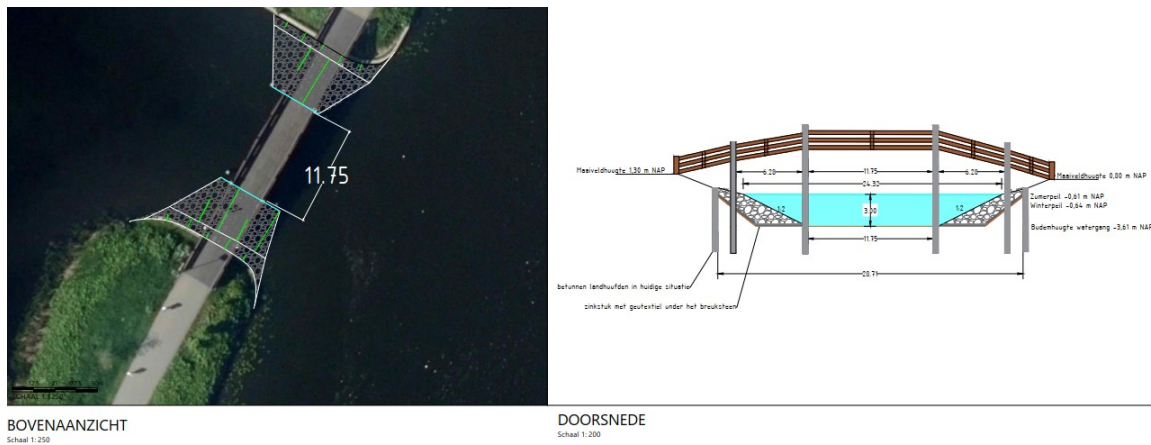 11.75
BOVENAANZICHT
Schaal 1: 250
Maaiveldhoogte 1,30 m NAP
6.20
11.75
6.20
Maaiveldhoogte 0,00 m NAP
24.30
1:2
3.00
1:2
Zomerpeil -0,61 m NAP
Winterpeil -0,64 m NAP
Bodemhoogte watergang -3,61 m NAP
11.75
28.71
betonnen landhoofden in huidige situatie
zinkstuk met geotextiel onder het breuksteen
DOORSNEDE
Schaal 1: 200